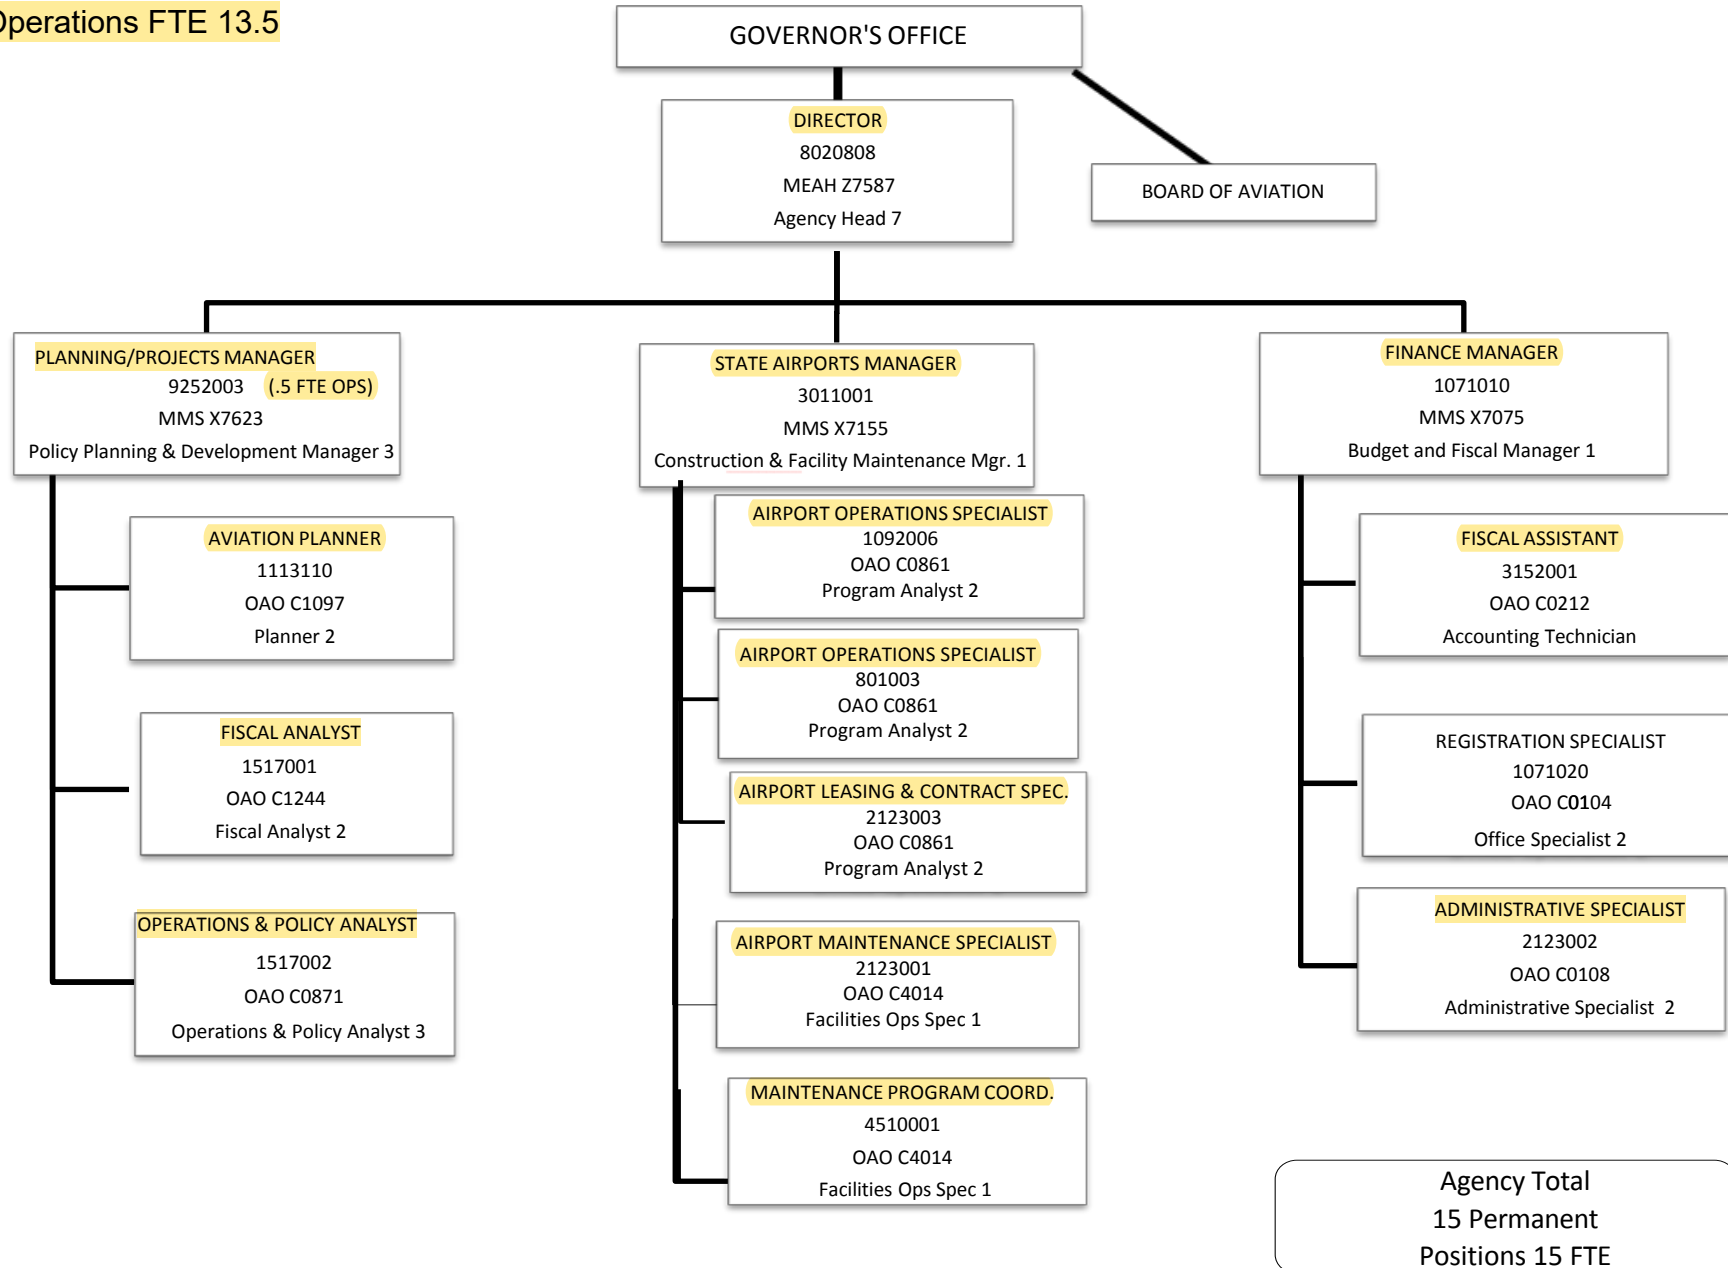 Operations FTE 13.5
GOVERNOR'S OFFICE
DIRECTOR
8020808
MEAH Z7587
Agency Head 7
BOARD OF AVIATION
PLANNING/PROJECTS MANAGER
9252003 (.5 FTE OPS)
MMS X7623
Policy Planning & Development Manager 3
AVIATION PLANNER
1113110
OAO C1097
Planner 2
FISCAL ANALYST
1517001
OAO C1244
Fiscal Analyst 2
OPERATIONS & POLICY ANALYST
1517002
OAO C0871
Operations & Policy Analyst 3
STATE AIRPORTS MANAGER
3011001
MMS X7155
Construction & Facility Maintenance Mgr. 1
AIRPORT OPERATIONS SPECIALIST
1092006
OAO C0861
Program Analyst 2
AIRPORT OPERATIONS SPECIALIST
801003
OAO C0861
Program Analyst 2
AIRPORT LEASING & CONTRACT SPEC.
2123003
OAO C0861
Program Analyst 2
AIRPORT MAINTENANCE SPECIALIST
2123001
OAO C4014
Facilities Ops Spec 1
MAINTENANCE PROGRAM COORD.
4510001
OAO C4014
Facilities Ops Spec 1
FINANCE MANAGER
1071010
MMS X7075
Budget and Fiscal Manager 1
FISCAL ASSISTANT
3152001
OAO C0212
Accounting Technician
REGISTRATION SPECIALIST
1071020
OAO C0104
Office Specialist 2
ADMINISTRATIVE SPECIALIST
2123002
OAO C0108
Administrative Specialist 2
Agency Total
15 Permanent
Positions 15 FTE